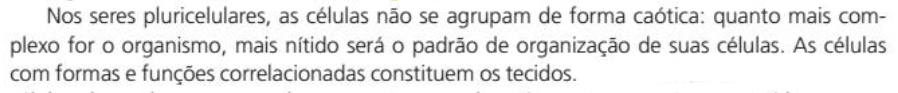 Nos seres pluricelulares, as células não se agrupam de forma caótica: quanto mais com-
plexo for o organismo, mais nítido será o padrão de organização de suas células. As células
com formas e funções correlacionadas constituem os tecidos.